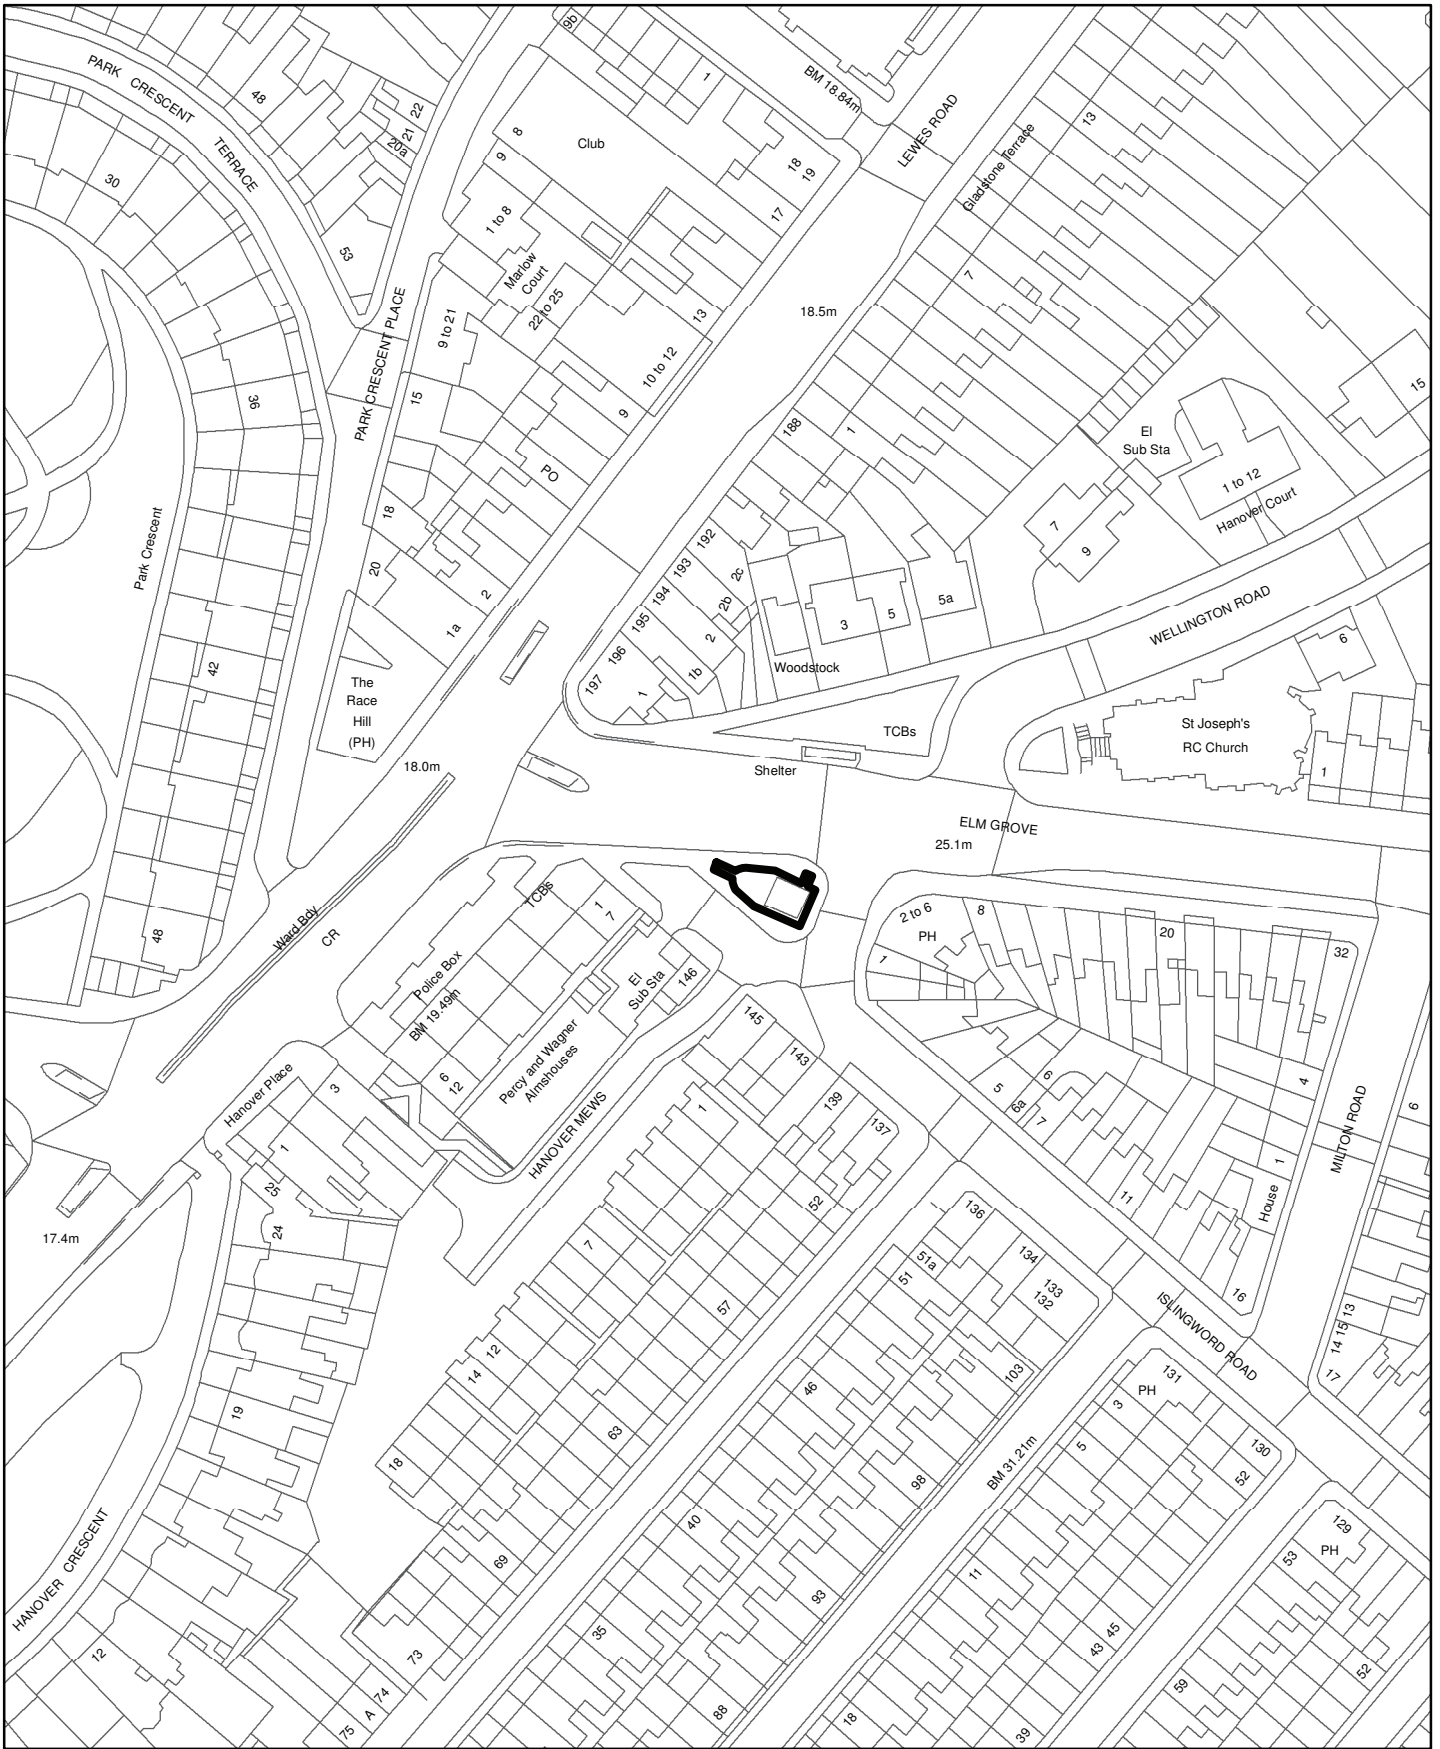 9b
1
BM 18.84m
LEWES ROAD
PARK CRESCENT
TERRACE
48
22
21
20a
30
53
8
9
Club
18
19
17
13
Gladstone Terrace
1 to 8
Marlow
Court
22 to 25
9 to 21
PARK CRESCENT PLACE
13
10 to 12
9
18.5m
7
15
36
15
188
1
El
Sub Sta
1 to 12
Hanover Court
PO
18
20
2
1a
Park Crescent
192
193
194
195
196
197
2c
2b
2
1b
1
3
5
5a
7
9
WELLINGTON ROAD
6
42
Woodstock
The
Race
Hill
(PH)
TCBs
St Joseph's
RC Church
1
18.0m
Shelter
ELM GROVE
25.1m
48
Ward Bdy
CR
TCBs
1
7
Police Box
BM 19.49m
El
Sub Sta
146
2 to 6
PH
8
1
20
32
145
143
Percy and Wagner
Almshouses
6
12
HANOVER MEWS
Hanover Place
3
1
25
24
1
139
137
52
5
6
6a
7
4
MILTON ROAD
6
11
1
House
16
17.4m
7
57
136
51a
51
134
133
132
ISLINGWORD ROAD
13
15
14
17
12
14
46
103
131
PH
3
5
130
52
19
18
63
98
BM 31.21m
HANOVER CRESCENT
69
40
11
129
PH
53
93
35
45
43
12
73
74
A
75
88
18
39
59
52